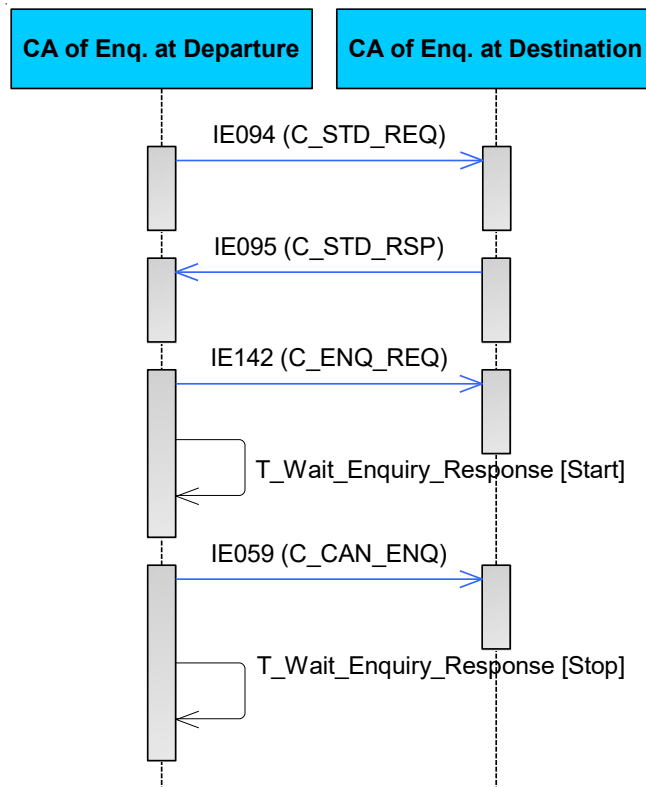 CA of Enq. at Departure
CA of Enq. at Destination
IE094 (C_STD_REQ)
IE095 (C_STD_RSP)
IE142 (C_ENQ_REQ)
T_Wait_Enquiry_Response [Start]
IE059 (C_CAN_ENQ)
T_Wait_Enquiry_Response [Stop]